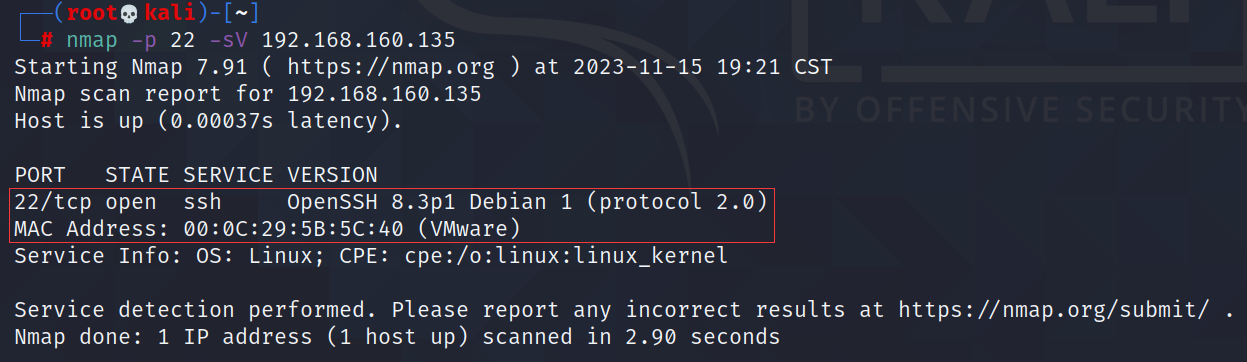 ┌──(root💀kali)-[~]
└─# nmap -p 22 -sV 192.168.160.135
Starting Nmap 7.91 ( https://nmap.org ) at 2023-11-15 19:21 CST
Nmap scan report for 192.168.160.135
Host is up (0.00037s latency).

PORT   STATE SERVICE VERSION
22/tcp open  ssh     OpenSSH 8.3p1 Debian 1 (protocol 2.0)
MAC Address: 00:0C:29:5B:5C:40 (VMware)
Service Info: OS: Linux; CPE: cpe:/o:linux:linux_kernel

Service detection performed. Please report any incorrect results at https://nmap.org/submit/ .
Nmap done: 1 IP address (1 host up) scanned in 2.90 seconds
BY OFFENSIVE SECURITY